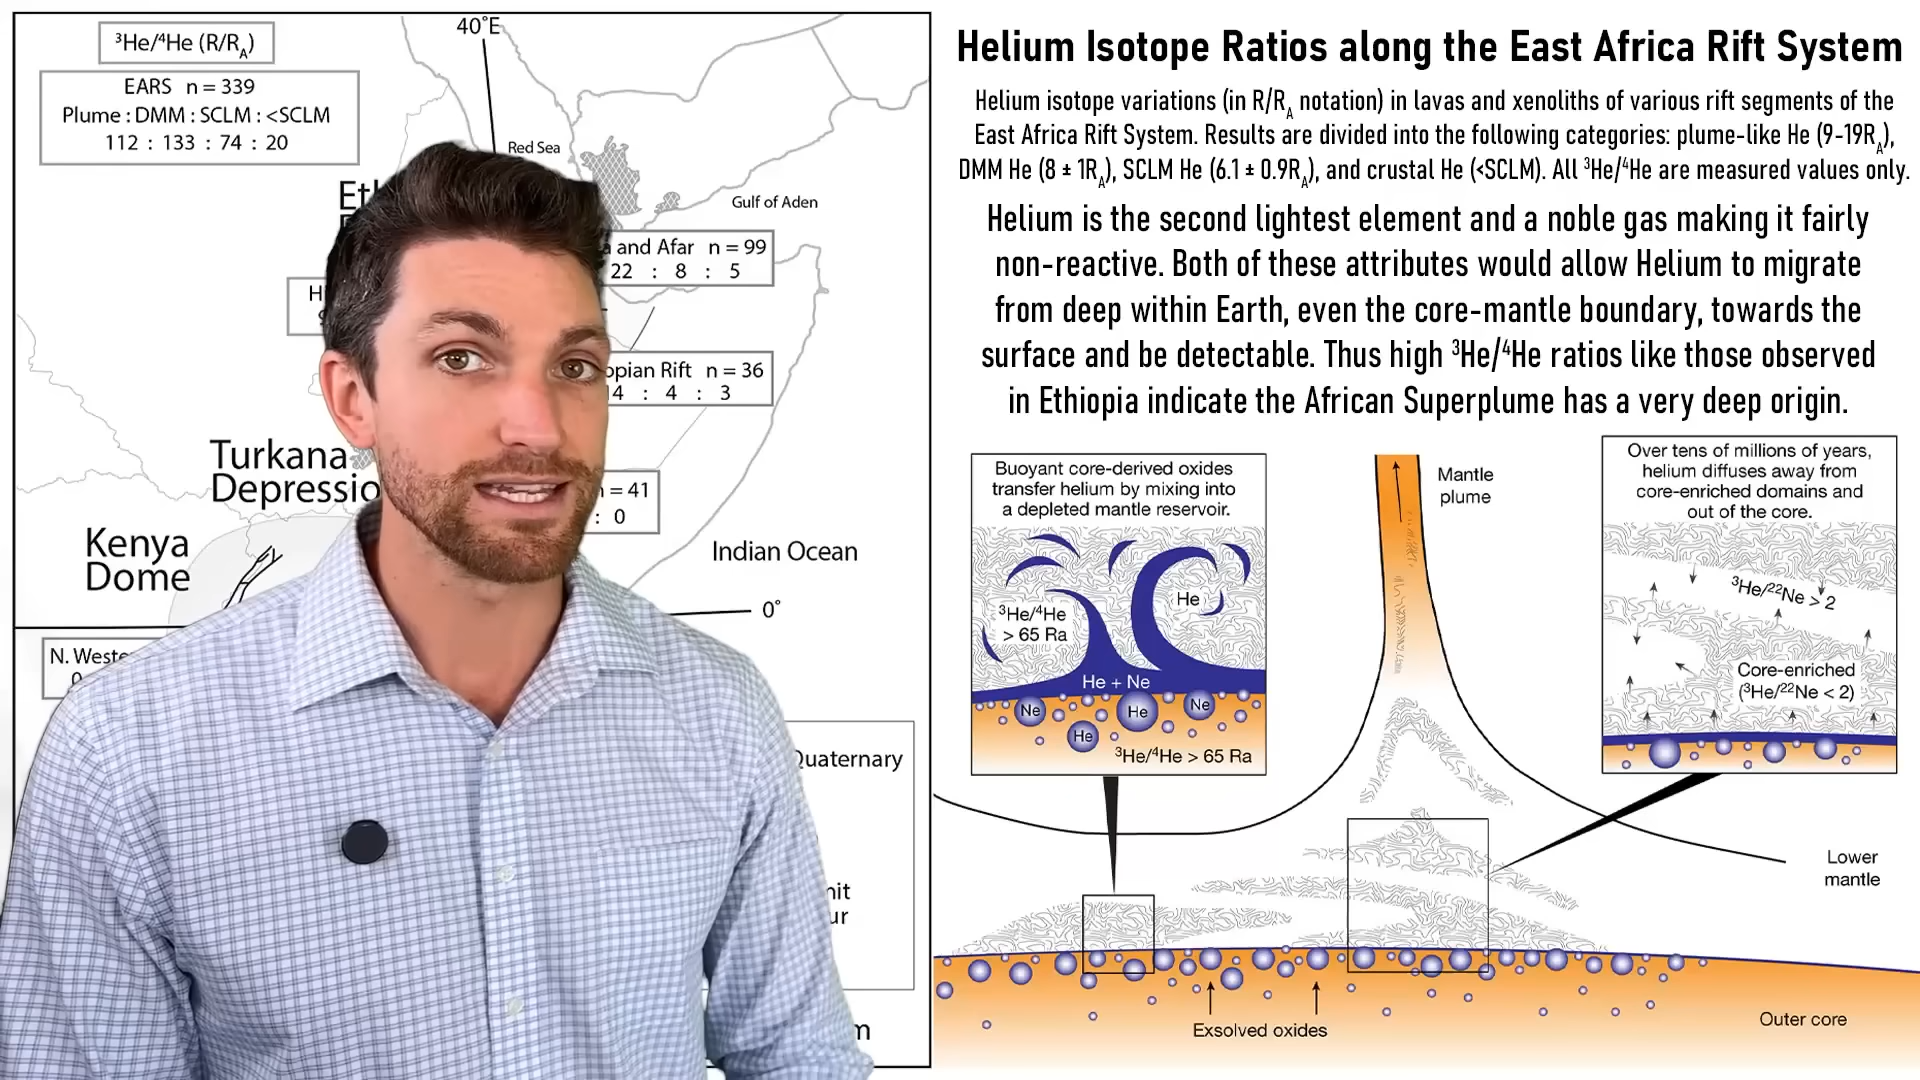 ³He/⁴He (R/R_A)
EARS n = 339
Plume : DMM : SCLM : <SCLM
112 : 133 : 74 : 20
40°E
Red Sea
Gulf of Aden
and Afar n = 99
22 : 8 : 5
Rift n = 36
: 4 : 3
= 41
: 0
Turkana
Kenya
Dome
Indian Ocean
0°
N.
Helium Isotope Ratios along the East Africa Rift System
Helium isotope variations (in R/R_A notation) in lavas and xenoliths of various rift segments of the
East Africa Rift System. Results are divided into the following categories: plume-like He (9-19R_A),
DMM He (8 ± 1R_A), SCLM He (6.1 ± 0.9R_A), and crustal He (<SCLM). All ³He/⁴He are measured values only.
Helium is the second lightest element and a noble gas making it fairly
non-reactive. Both of these attributes would allow Helium to migrate
from deep within Earth, even the core-mantle boundary, towards the
surface and be detectable. Thus high ³He/⁴He ratios like those observed
in Ethiopia indicate the African Superplume has a very deep origin.
Buoyant core-derived oxides
transfer helium by mixing into
a depleted mantle reservoir.
³He/⁴He
> 65 Ra
He
He + Ne
Ne
He
Ne
He
³He/⁴He > 65 Ra
Mantle
plume
Over tens of millions of years,
helium diffuses away from
core-enriched domains and
out of the core.
³He/²²Ne > 2
Core-enriched
(³He/²²Ne < 2)
Lower
mantle
Exsolved oxides
Outer core